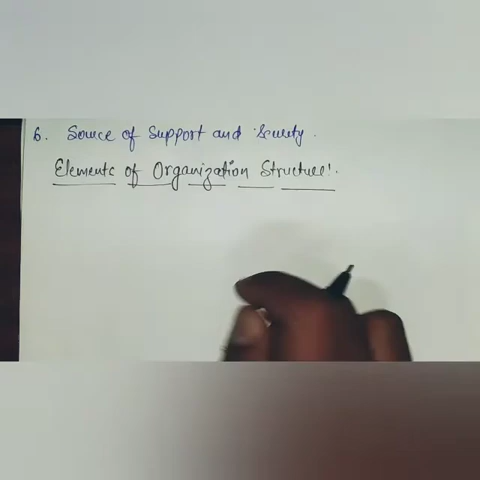 6. Source of Support and Security.
Elements of Organization Structure:.